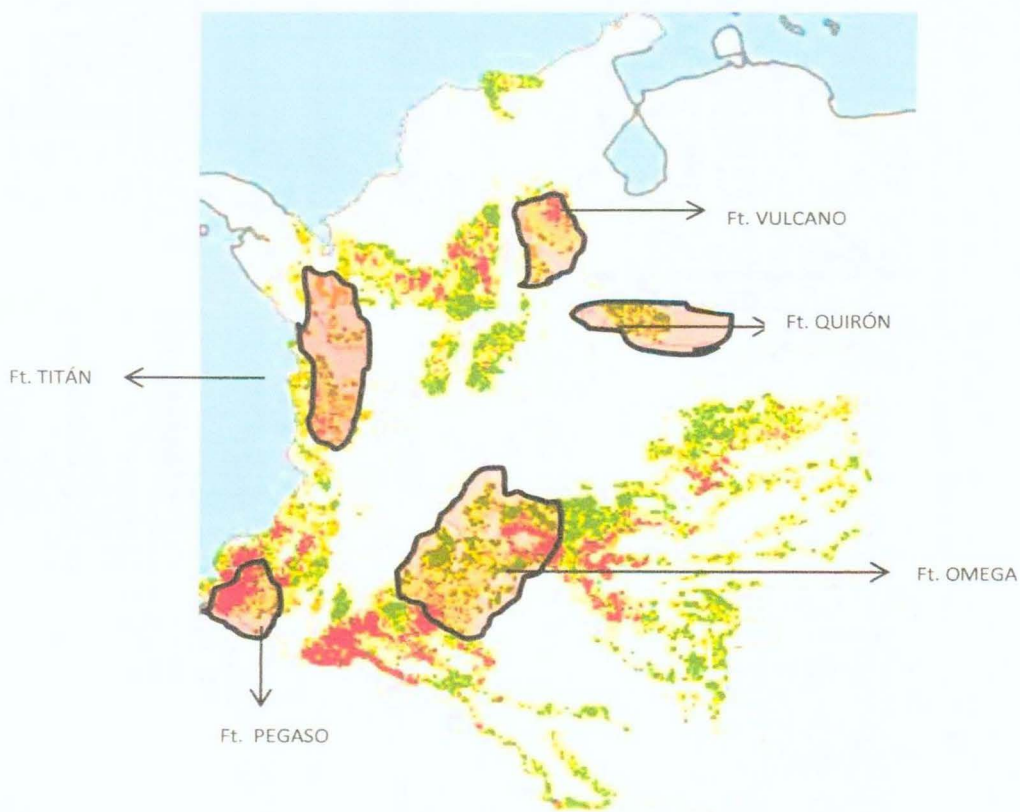 Ft. VULCANO
Ft. QUIRÓN
Ft. TITÁN
Ft. OMEGA
Ft. PEGASO